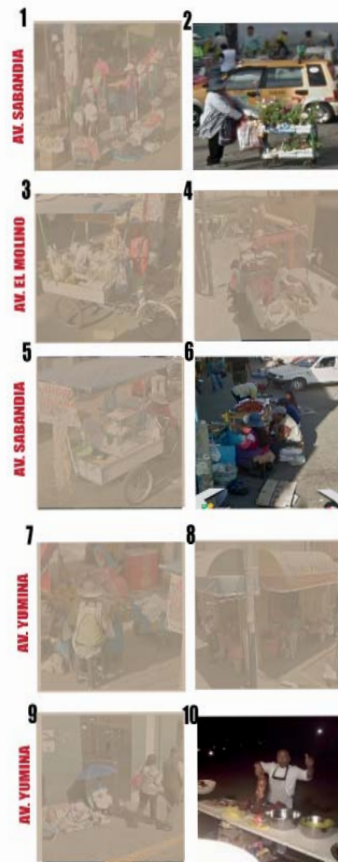 1 2
AV. SABANDIA
3 4
AV. EL MOLINO
5 6
AV. SABANDIA
7 8
AV. YUMINA
9 10
AV. YUMINA